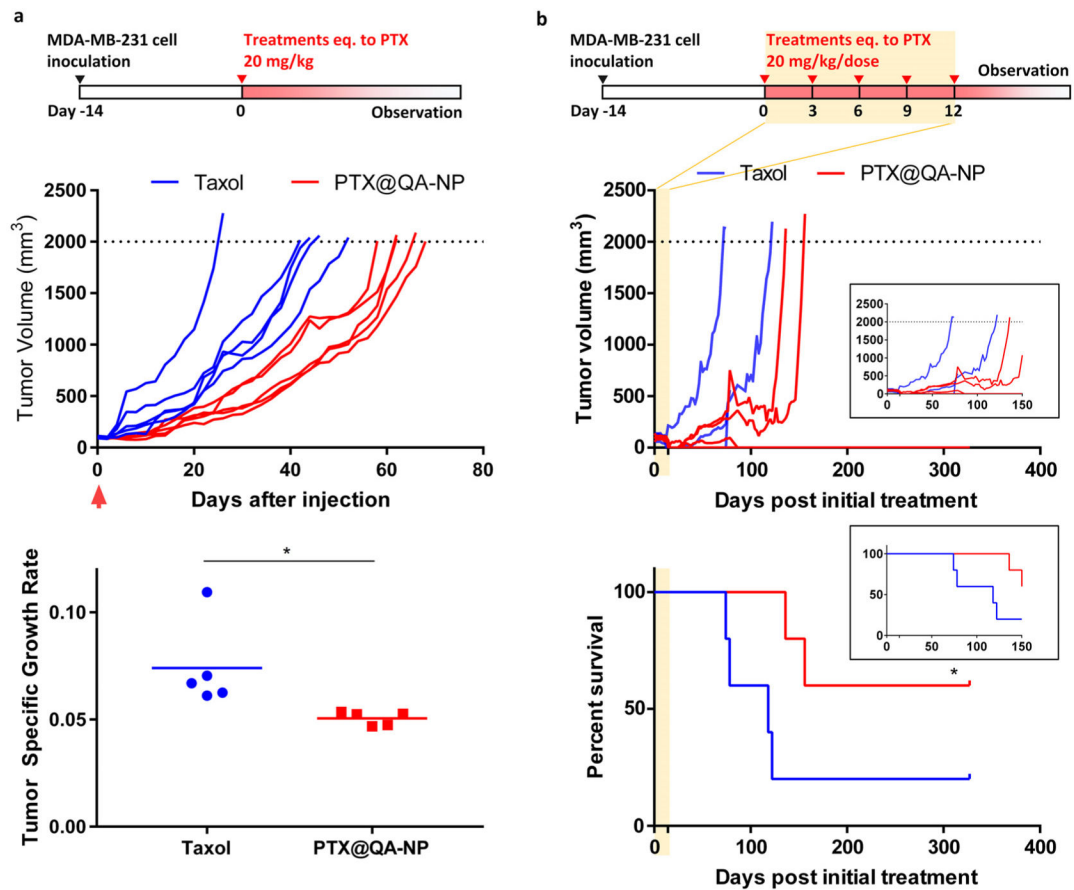 a
MDA-MB-231 cell
inoculation
Treatments eq. to PTX
20 mg/kg
Day -14
0
Observation
Taxol
PTX@QA-NP
2500
2000
1500
1000
500
0
Tumor Volume (mm³)
0 20 40 60 80
Days after injection
*
0.10
0.05
0.00
Tumor Specific Growth Rate
Taxol PTX@QA-NP
b
MDA-MB-231 cell
inoculation
Treatments eq. to PTX
20 mg/kg/dose
Observation
Day -14
0 3 6 9 12
Taxol
PTX@QA-NP
2500
2000
1500
1000
500
0
Tumor volume (mm³)
0 100 200 300 400
Days post initial treatment
2500
2000
1500
1000
500
0
0 50 100 150
100
50
0
Percent survival
0 100 200 300 400
Days post initial treatment
*
100
50
0
0 50 100 150